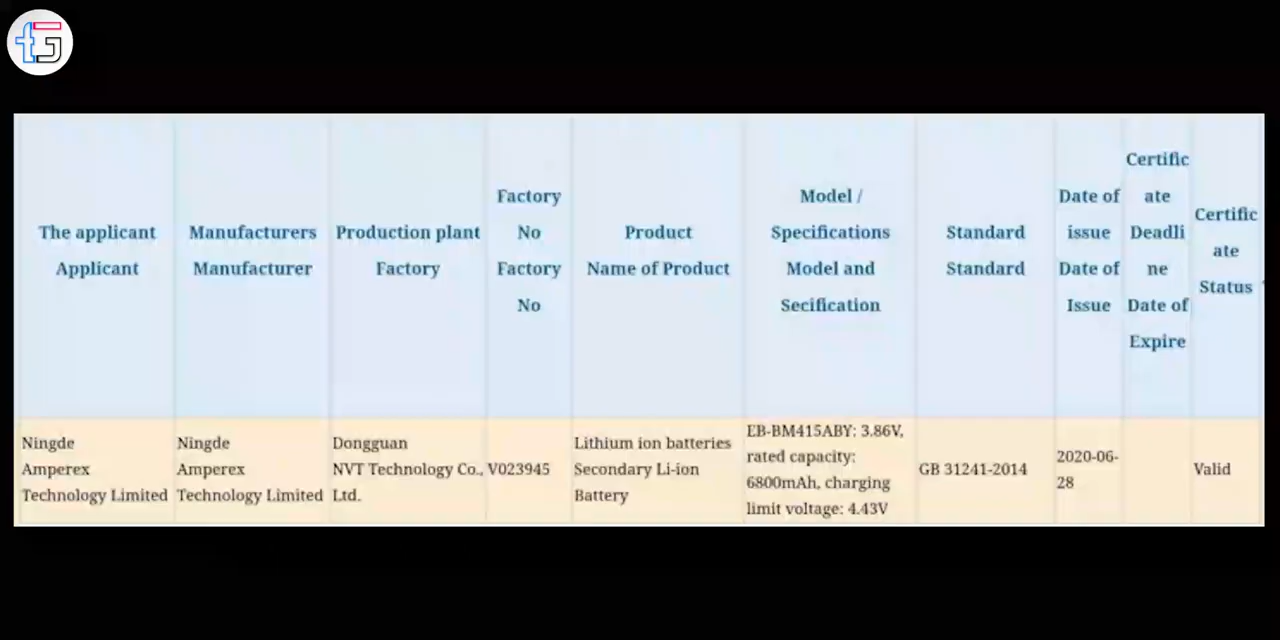 tG
The applicant
Applicant
Manufacturers
Manufacturer
Production plant
Factory
Factory
No
Factory
No
Product
Name of Product
Model /
Specifications
Model and
Secification
Standard
Standard
Date of
issue
Date of
Issue
Certific
ate
Deadli
ne
Date of
Expire
Certific
ate
Status
Ningde
Amperex
Technology Limited
Ningde
Amperex
Technology Limited
Dongguan
NVT Technology Co.,
Ltd.
V023945
Lithium ion batteries
Secondary Li-ion
Battery
EB-BM415ABY: 3.86V,
rated capacity:
6800mAh, charging
limit voltage: 4.43V
GB 31241-2014
2020-06-
28
Valid